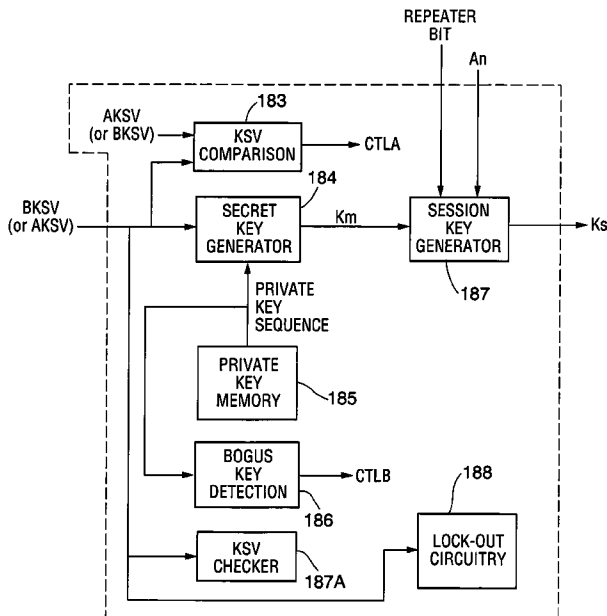 REPEATER
BIT
An
183
AKSV
(or BKSV)
KSV
COMPARISON
CTLA
184
BKSV
(or AKSV)
SECRET
KEY
GENERATOR
Km
SESSION
KEY
GENERATOR
Ks
187
PRIVATE
KEY
SEQUENCE
PRIVATE
KEY
MEMORY
185
BOGUS
KEY
DETECTION
CTLB
186
188
LOCK-OUT
CIRCUITRY
KSV
CHECKER
187A